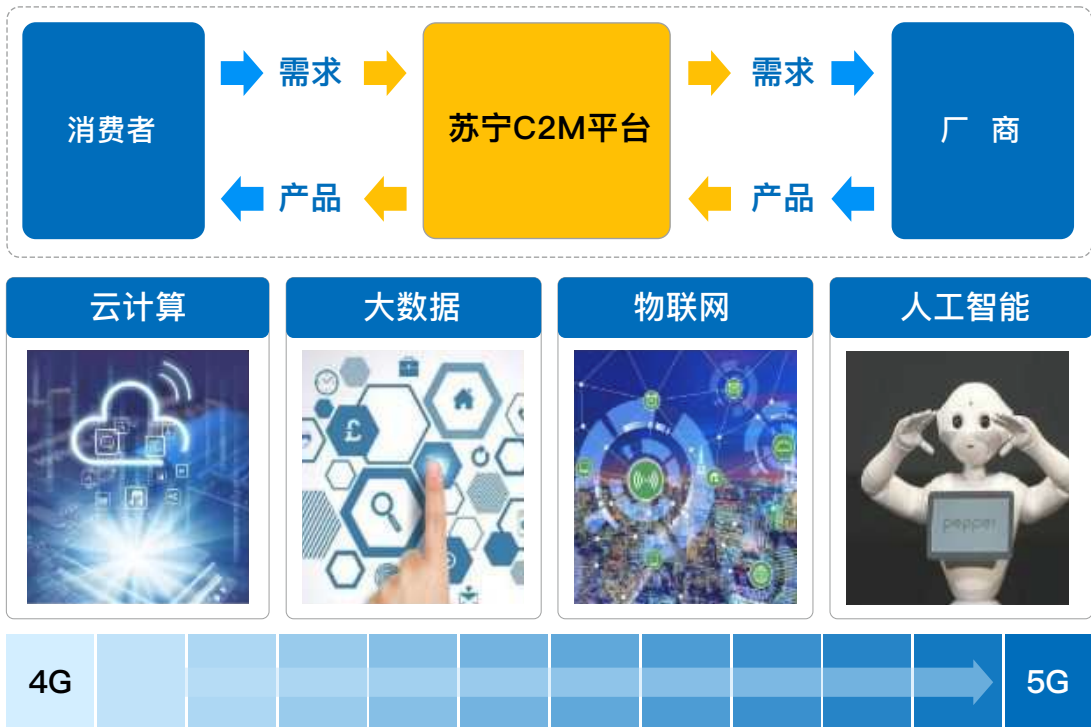 消费者
需求
苏宁C2M平台
需求
厂 商
产品
产品
云计算
大数据
物联网
人工智能
£
pepper
4G
5G